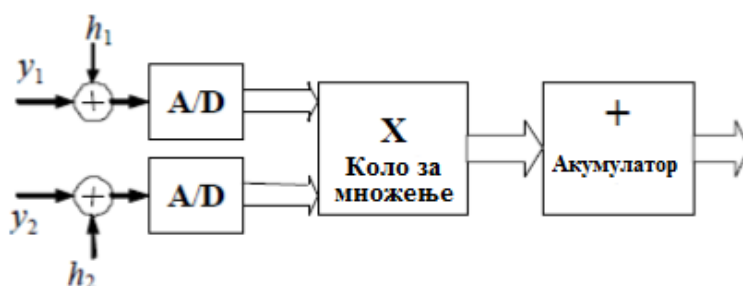 h1
y1
+
A/D
X
Коло за
множење
+
Акумулатор
y2
+
A/D
h2